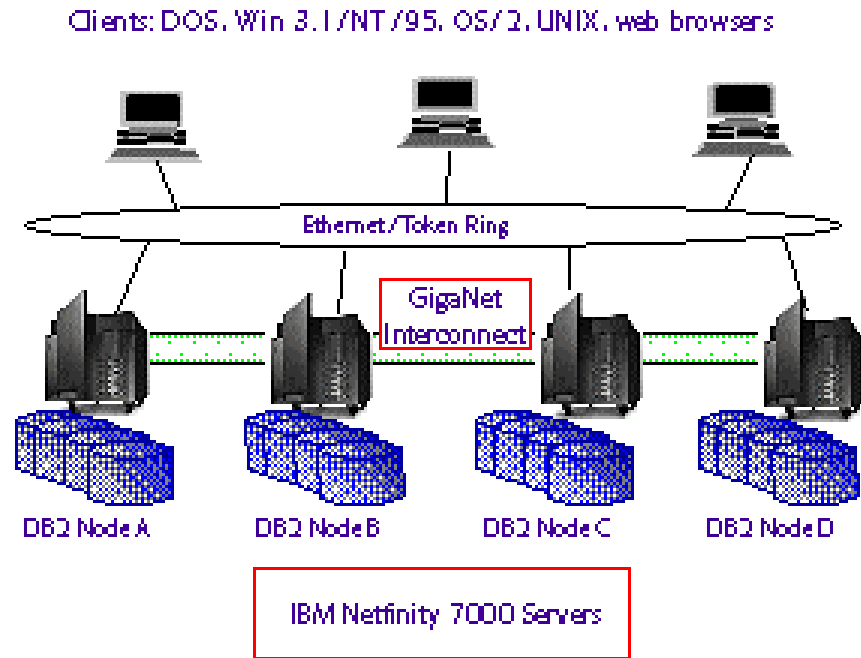 Clients: DOS, Win 3.1/NT/95, OS/2, UNIX, web browsers
Ethernet/Token Ring
GigaNet
Interconnect
DB2 Node A
DB2 Node B
DB2 Node C
DB2 Node D
IBM Netfinity 7000 Servers